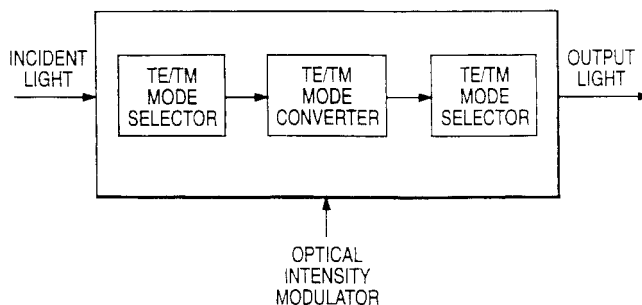 INCIDENT
LIGHT
TE/TM
MODE
SELECTOR
TE/TM
MODE
CONVERTER
TE/TM
MODE
SELECTOR
OUTPUT
LIGHT
OPTICAL
INTENSITY
MODULATOR